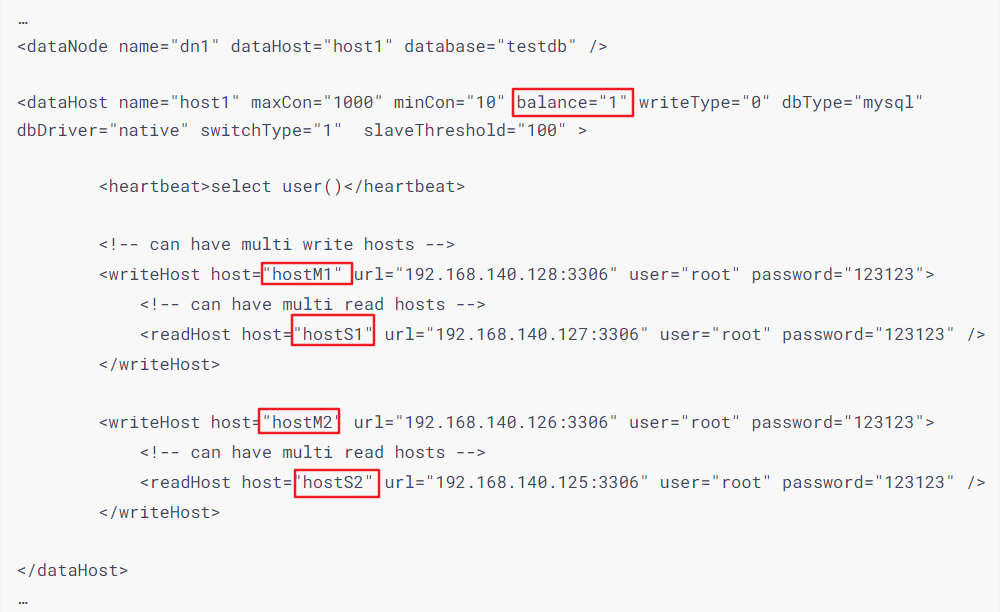 …
<dataNode name="dn1" dataHost="host1" database="testdb" />
<dataHost name="host1" maxCon="1000" minCon="10" balance="1" writeType="0" dbType="mysql"
dbDriver="native" switchType="1"  slaveThreshold="100" >
<heartbeat>select user()</heartbeat>
<!-- can have multi write hosts -->
<writeHost host="hostM1" url="192.168.140.128:3306" user="root" password="123123">
<!-- can have multi read hosts -->
<readHost host="hostS1" url="192.168.140.127:3306" user="root" password="123123" />
</writeHost>
<writeHost host="hostM2" url="192.168.140.126:3306" user="root" password="123123">
<!-- can have multi read hosts -->
<readHost host="hostS2" url="192.168.140.125:3306" user="root" password="123123" />
</writeHost>
</dataHost>
…